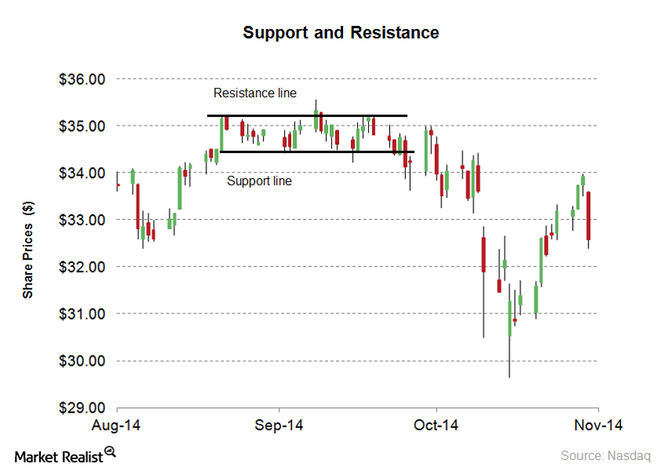 Support and Resistance
Share Prices ($)
$36.00
$35.00
$34.00
$33.00
$32.00
$31.00
$30.00
$29.00
Resistance line
Support line
Aug-14 Sep-14 Oct-14 Nov-14
Market Realist
Source: Nasdaq